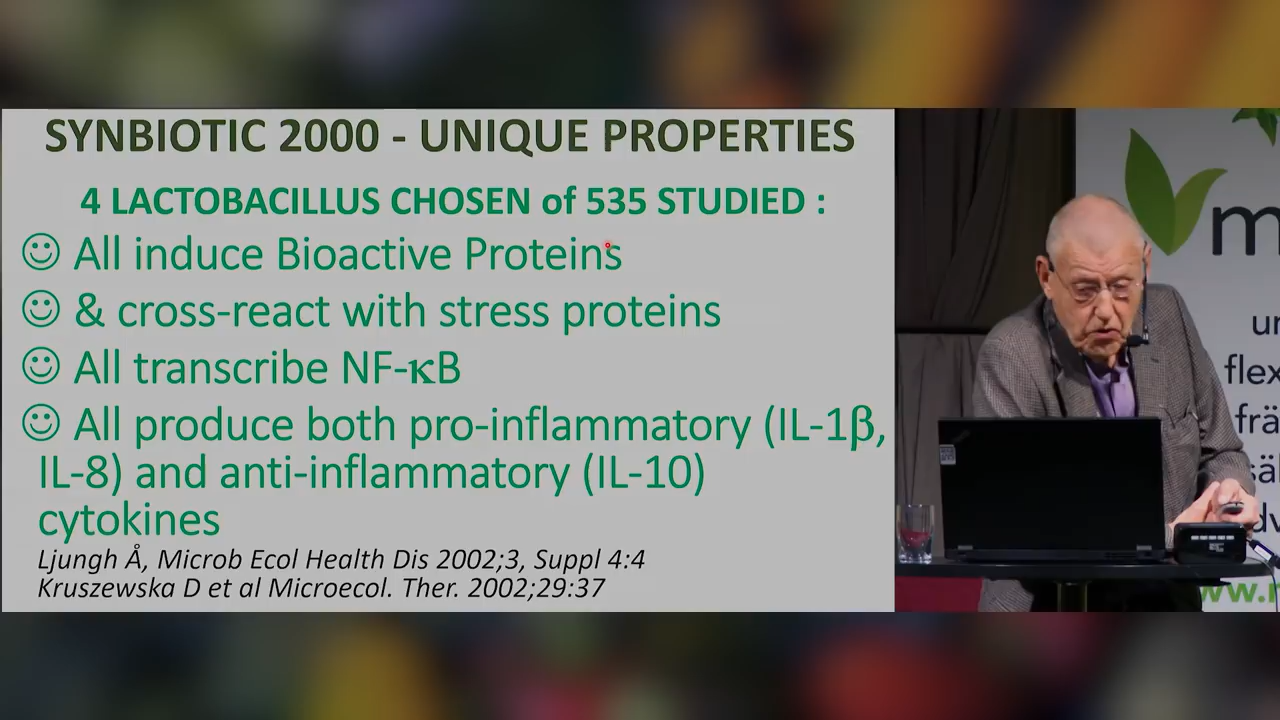 SYNBIOTIC 2000 - UNIQUE PROPERTIES
4 LACTOBACILLUS CHOSEN of 535 STUDIED :
☺ All induce Bioactive Proteins
☺ & cross-react with stress proteins
☺ All transcribe NF-κB
☺ All produce both pro-inflammatory (IL-1β,
IL-8) and anti-inflammatory (IL-10)
cytokines
Ljungh Å, Microb Ecol Health Dis 2002;3, Suppl 4:4
Kruszewska D et al Microecol. Ther. 2002;29:37
m
flex
frä